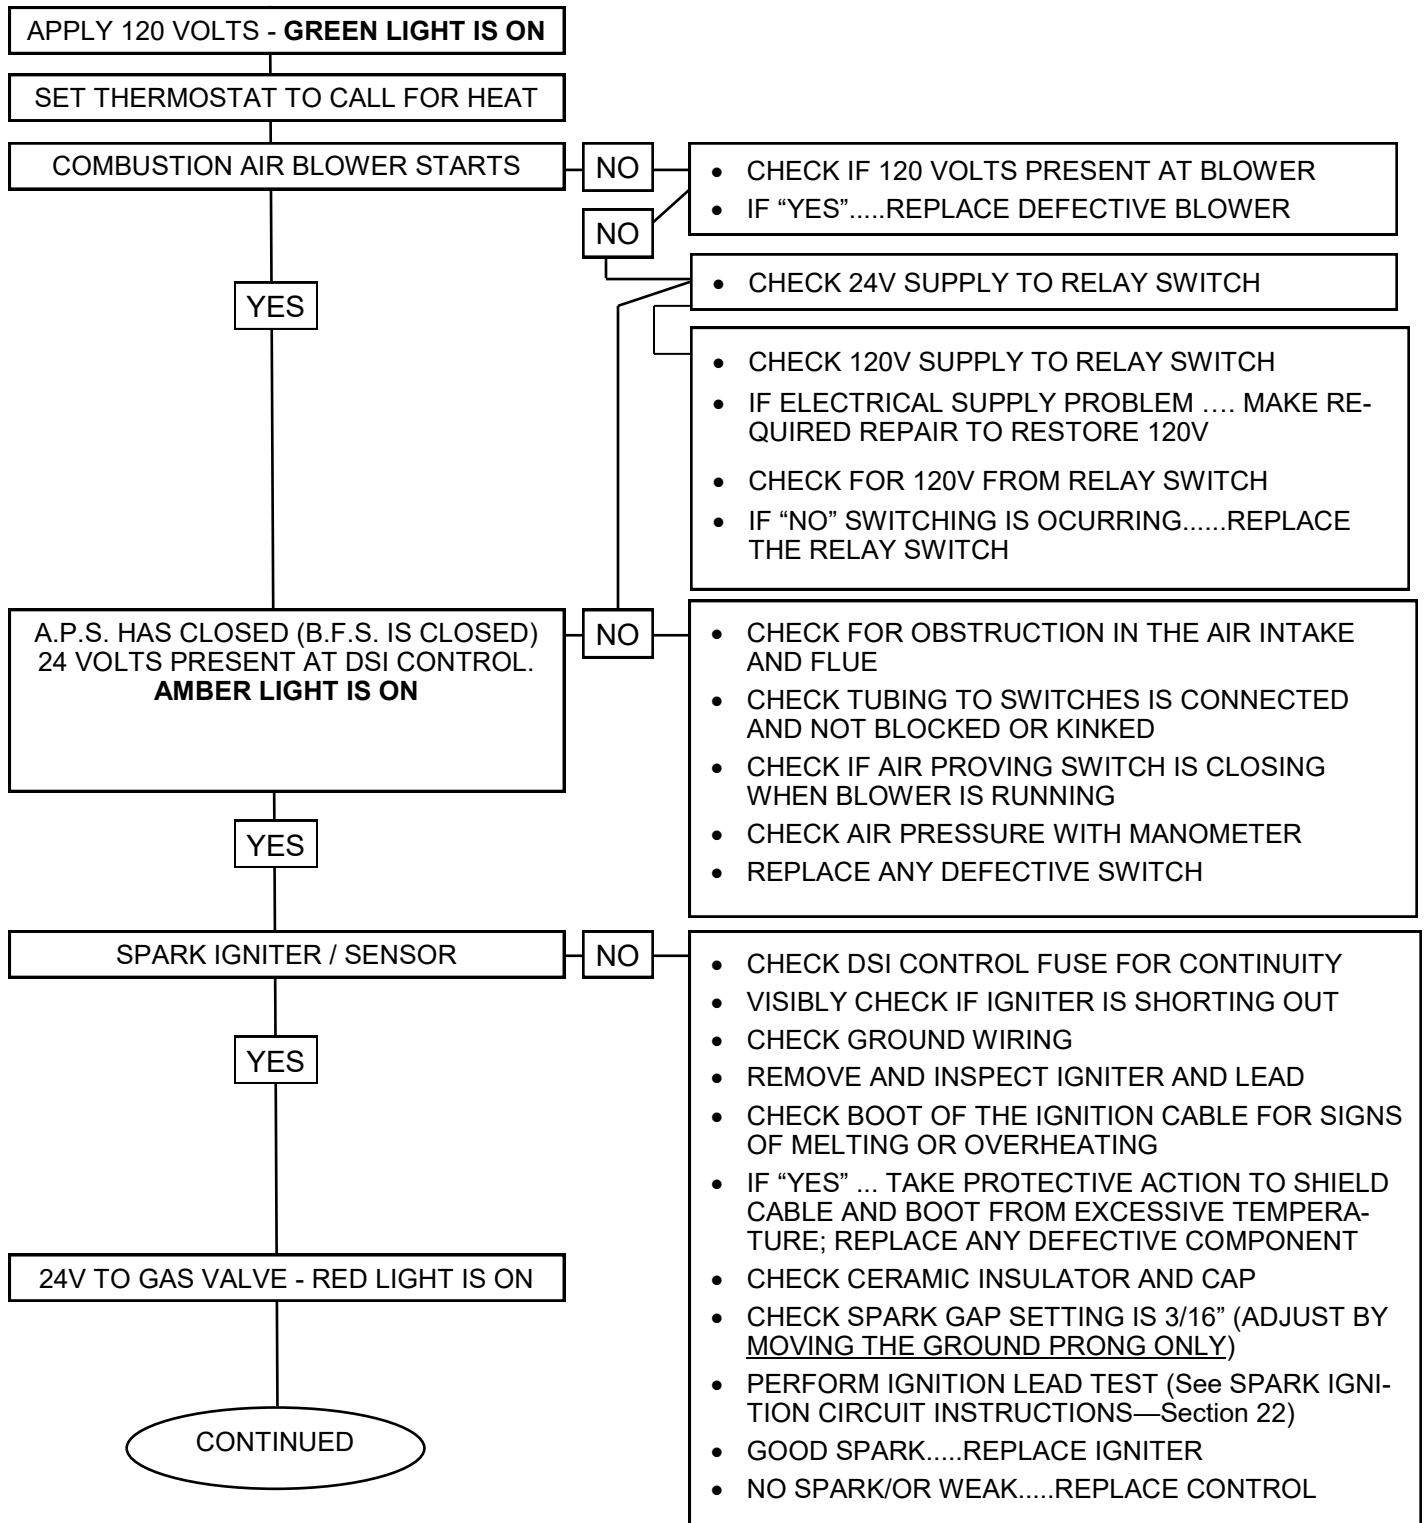 APPLY 120 VOLTS - GREEN LIGHT IS ON
SET THERMOSTAT TO CALL FOR HEAT
COMBUSTION AIR BLOWER STARTS
NO
• CHECK IF 120 VOLTS PRESENT AT BLOWER
• IF “YES”.....REPLACE DEFECTIVE BLOWER
NO
• CHECK 24V SUPPLY TO RELAY SWITCH
YES
• CHECK 120V SUPPLY TO RELAY SWITCH
• IF ELECTRICAL SUPPLY PROBLEM …. MAKE RE-
QUIRED REPAIR TO RESTORE 120V
• CHECK FOR 120V FROM RELAY SWITCH
• IF “NO” SWITCHING IS OCURRING......REPLACE
THE RELAY SWITCH
A.P.S. HAS CLOSED (B.F.S. IS CLOSED)
24 VOLTS PRESENT AT DSI CONTROL.
AMBER LIGHT IS ON
NO
• CHECK FOR OBSTRUCTION IN THE AIR INTAKE
AND FLUE
• CHECK TUBING TO SWITCHES IS CONNECTED
AND NOT BLOCKED OR KINKED
• CHECK IF AIR PROVING SWITCH IS CLOSING
WHEN BLOWER IS RUNNING
• CHECK AIR PRESSURE WITH MANOMETER
• REPLACE ANY DEFECTIVE SWITCH
YES
SPARK IGNITER / SENSOR
NO
• CHECK DSI CONTROL FUSE FOR CONTINUITY
• VISIBLY CHECK IF IGNITER IS SHORTING OUT
• CHECK GROUND WIRING
• REMOVE AND INSPECT IGNITER AND LEAD
• CHECK BOOT OF THE IGNITION CABLE FOR SIGNS
OF MELTING OR OVERHEATING
• IF “YES” ... TAKE PROTECTIVE ACTION TO SHIELD
CABLE AND BOOT FROM EXCESSIVE TEMPERA-
TURE; REPLACE ANY DEFECTIVE COMPONENT
• CHECK CERAMIC INSULATOR AND CAP
• CHECK SPARK GAP SETTING IS 3/16” (ADJUST BY
MOVING THE GROUND PRONG ONLY)
• PERFORM IGNITION LEAD TEST (See SPARK IGNI-
TION CIRCUIT INSTRUCTIONS—Section 22)
• GOOD SPARK.....REPLACE IGNITER
• NO SPARK/OR WEAK.....REPLACE CONTROL
YES
24V TO GAS VALVE - RED LIGHT IS ON
CONTINUED